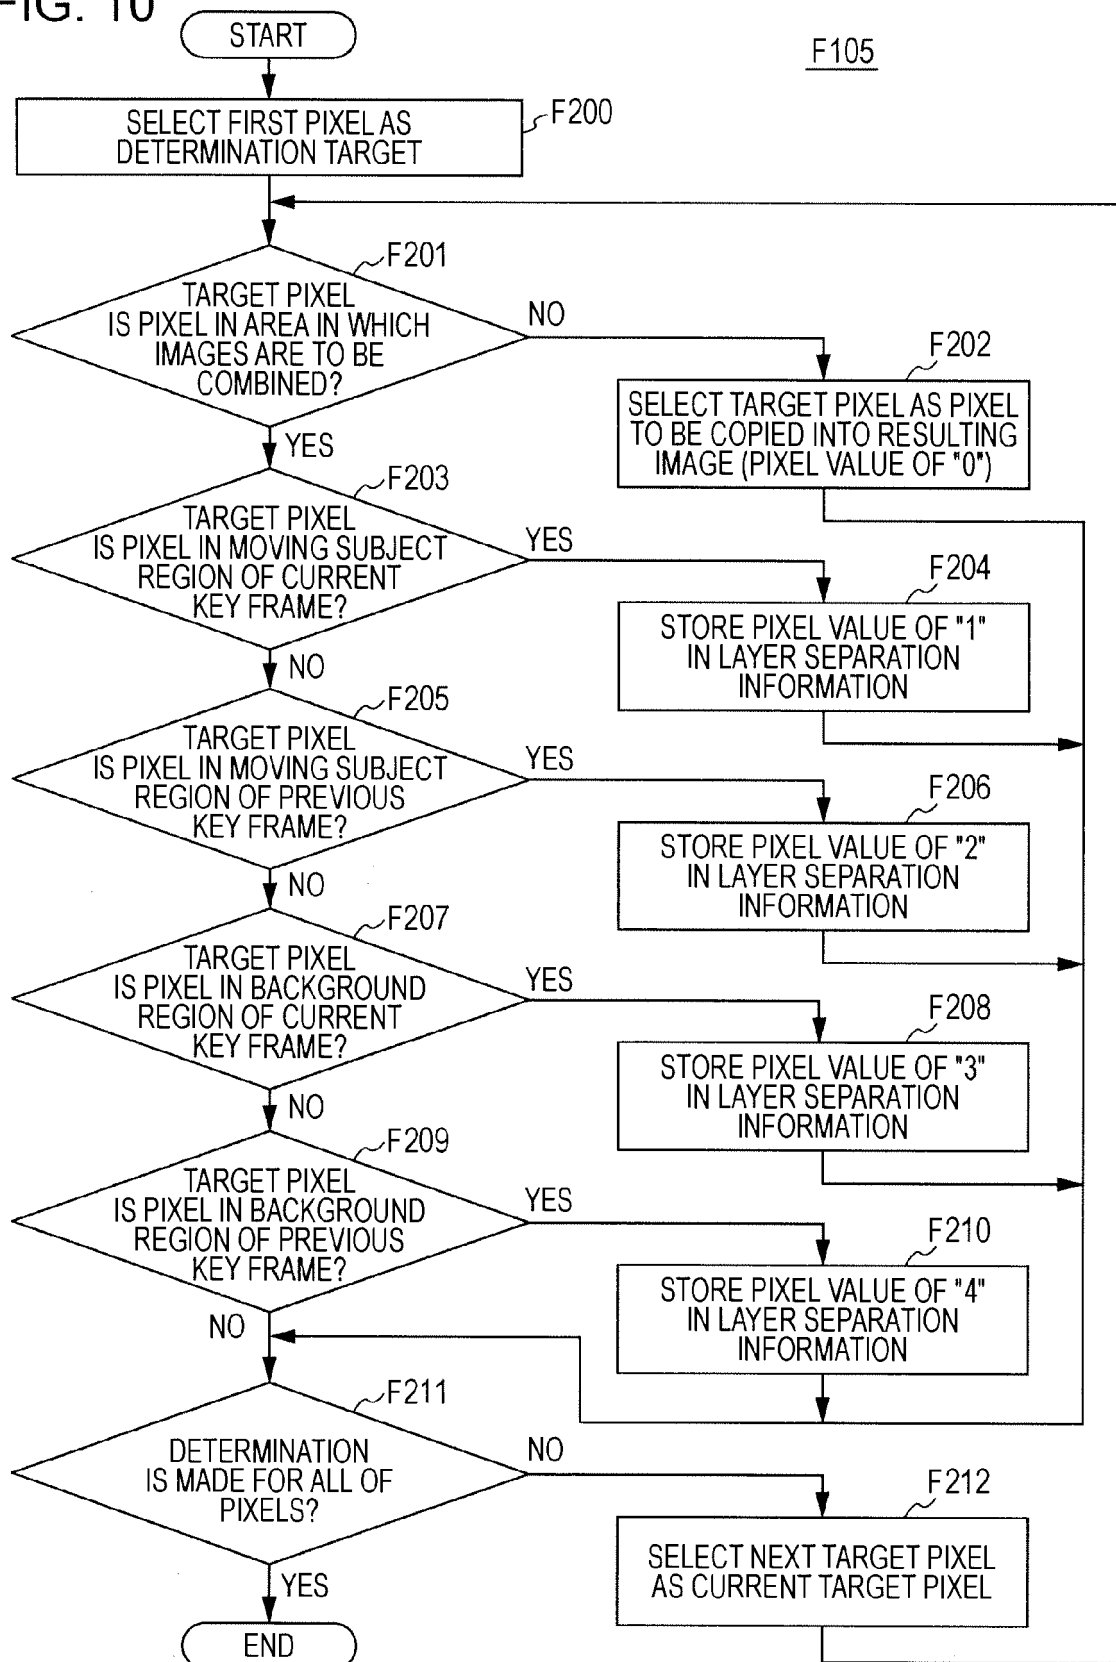 FIG. 10
START
F105
SELECT FIRST PIXEL AS
DETERMINATION TARGET
F200
F201
TARGET PIXEL
IS PIXEL IN AREA IN WHICH
IMAGES ARE TO BE
COMBINED?
NO
F202
SELECT TARGET PIXEL AS PIXEL
TO BE COPIED INTO RESULTING
IMAGE (PIXEL VALUE OF "0")
YES
F203
TARGET PIXEL
IS PIXEL IN MOVING SUBJECT
REGION OF CURRENT
KEY FRAME?
YES
F204
STORE PIXEL VALUE OF "1"
IN LAYER SEPARATION
INFORMATION
NO
F205
TARGET PIXEL
IS PIXEL IN MOVING SUBJECT
REGION OF PREVIOUS
KEY FRAME?
YES
F206
STORE PIXEL VALUE OF "2"
IN LAYER SEPARATION
INFORMATION
NO
F207
TARGET PIXEL
IS PIXEL IN BACKGROUND
REGION OF CURRENT
KEY FRAME?
YES
F208
STORE PIXEL VALUE OF "3"
IN LAYER SEPARATION
INFORMATION
NO
F209
TARGET PIXEL
IS PIXEL IN BACKGROUND
REGION OF PREVIOUS
KEY FRAME?
YES
F210
STORE PIXEL VALUE OF "4"
IN LAYER SEPARATION
INFORMATION
NO
F211
DETERMINATION
IS MADE FOR ALL OF
PIXELS?
NO
F212
SELECT NEXT TARGET PIXEL
AS CURRENT TARGET PIXEL
YES
END